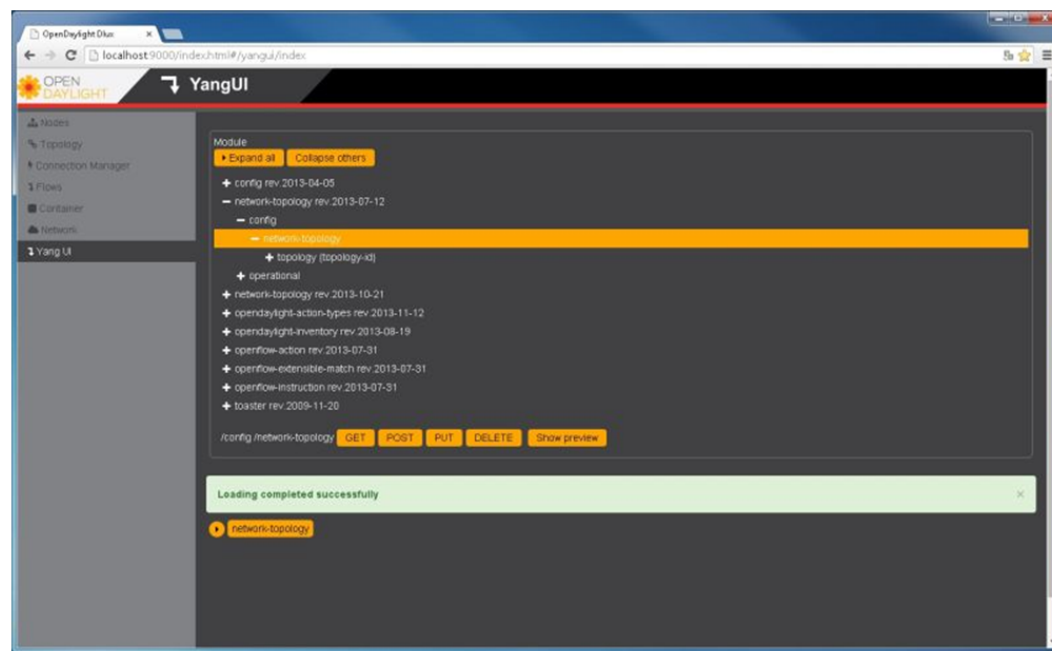 OpenDaylight Dlux
localhost:9000/index.html#/yangui/index
OPEN
DAYLIGHT
YangUI
Nodes
Topology
Connection Manager
Flows
Container
Network
Yang UI
Module
Expand all Collapse others
config rev.2013-04-05
network-topology rev.2013-07-12
config
network-topology
topology (topology-id)
operational
network-topology rev.2013-10-21
opendaylight-action-types rev.2013-11-12
opendaylight-inventory rev.2013-08-19
openflow-action rev.2013-07-31
openflow-extensible-match rev.2013-07-31
openflow-instruction rev.2013-07-31
toaster rev.2009-11-20
/config /network-topology GET POST PUT DELETE Show preview
Loading completed successfully
network-topology